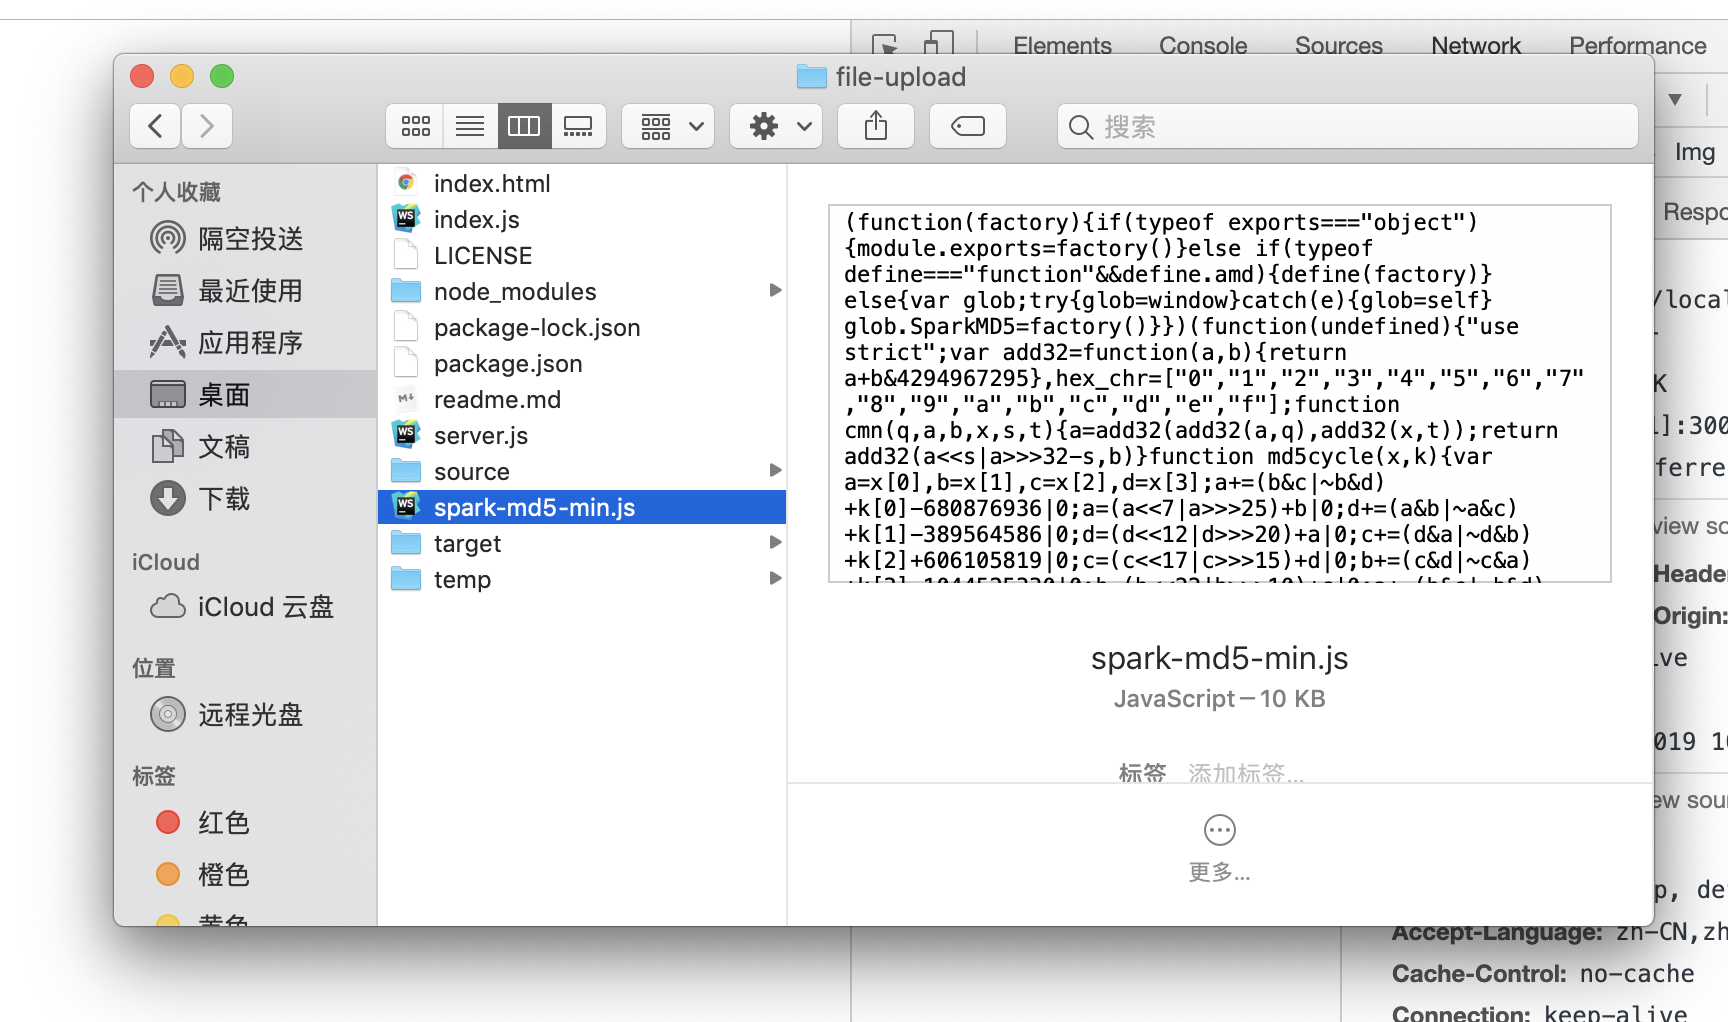 Elements Console Sources Network Performance
file-upload
搜索
Img
个人收藏
隔空投送
最近使用
应用程序
桌面
文稿
下载
iCloud
iCloud 云盘
位置
远程光盘
标签
红色
橙色
黄色
index.html
index.js
LICENSE
node_modules
package-lock.json
package.json
readme.md
server.js
source
spark-md5-min.js
target
temp
(function(factory){if(typeof exports==="object")
{module.exports=factory()}else if(typeof
define==="function"&&define.amd){define(factory)}
else{var glob;try{glob=window}catch(e){glob=self}
glob.SparkMD5=factory()}})(function(undefined){"use
strict";var add32=function(a,b){return
a+b&4294967295},hex_chr=["0","1","2","3","4","5","6","7"
,"8","9","a","b","c","d","e","f"];function
cmn(q,a,b,x,s,t){a=add32(add32(a,q),add32(x,t));return
add32(a<<s|a>>>32-s,b)}function md5cycle(x,k){var
a=x[0],b=x[1],c=x[2],d=x[3];a+=(b&c|~b&d)
+k[0]-680876936|0;a=(a<<7|a>>>25)+b|0;d+=(a&b|~a&c)
+k[1]-389564586|0;d=(d<<12|d>>>20)+a|0;c+=(d&a|~d&b)
+k[2]+606105819|0;c=(c<<17|c>>>15)+d|0;b+=(c&d|~c&a)
spark-md5-min.js
JavaScript – 10 KB
标签 添加标签...
更多...
Respo
/local
K
]:300
ferre
view so
Header
Origin:
ive
019 10
ew sour
p, de
Accept-Language: zh-CN,zh
Cache-Control: no-cache
Connection: keep-alive